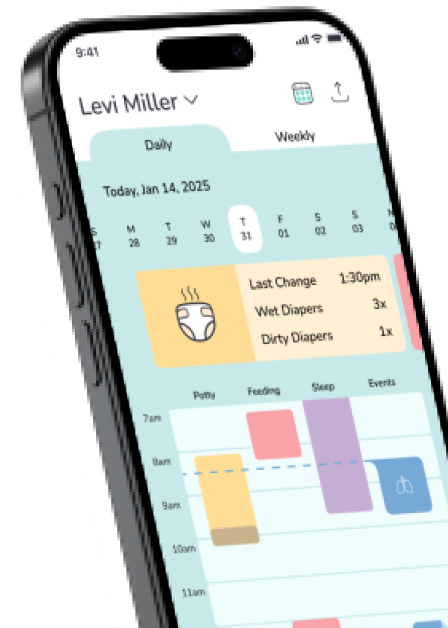 9:41
Levi Miller
Daily Weekly
Today, Jan 14, 2025
S M T W T F S S
27 28 29 30 31 01 02 03
Last Change 1:30pm
Wet Diapers 3x
Dirty Diapers 1x
Potty Feeding Sleep Events
7am
8am
9am
10am
11am